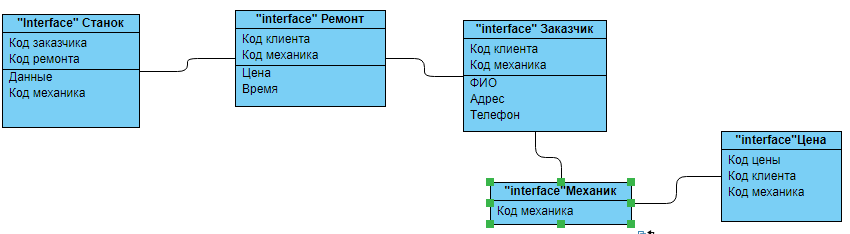 "Interface" Станок
Код заказчика
Код ремонта
Данные
Код механика
"interface" Ремонт
Код клиента
Код механика
Цена
Время
"interface" Заказчик
Код клиента
Код механика
ФИО
Адрес
Телефон
"interface"Механик
Код механика
"interface"Цена
Код цены
Код клиента
Код механика